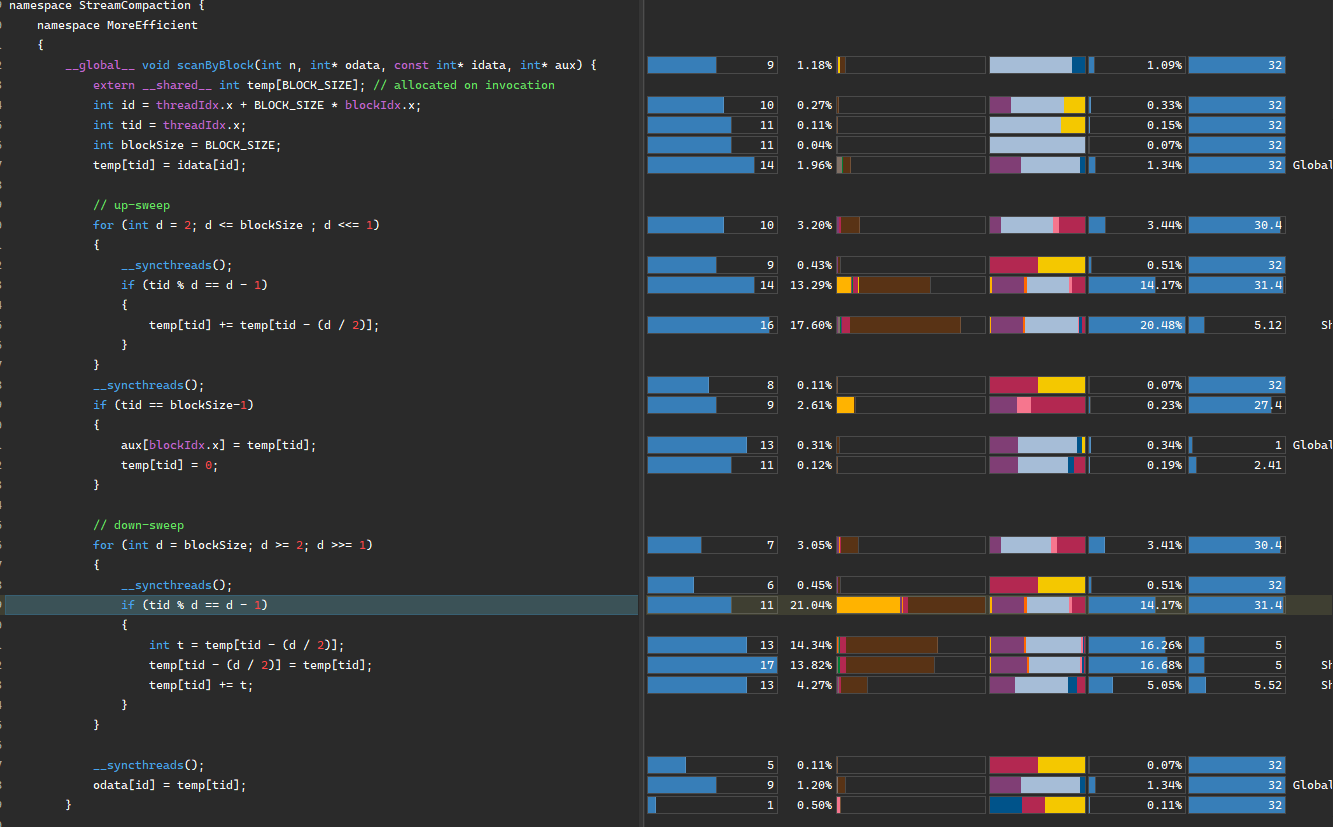 namespace StreamCompaction {
namespace MoreEfficient
{
__global__ void scanByBlock(int n, int* odata, const int* idata, int* aux) { 9 1.18% 1.09% 32
extern __shared__ int temp[BLOCK_SIZE]; // allocated on invocation
int id = threadIdx.x + BLOCK_SIZE * blockIdx.x; 10 0.27% 0.33% 32
int tid = threadIdx.x; 11 0.11% 0.15% 32
int blockSize = BLOCK_SIZE; 11 0.04% 0.07% 32
temp[tid] = idata[id]; 14 1.96% 1.34% 32 Global
// up-sweep
for (int d = 2; d <= blockSize ; d <<= 1) 10 3.20% 3.44% 30.4
{
__syncthreads(); 9 0.43% 0.51% 32
if (tid % d == d - 1) 14 13.29% 14.17% 31.4
{
temp[tid] += temp[tid - (d / 2)]; 16 17.60% 20.48% 5.12 Sh
}
}
__syncthreads(); 8 0.11% 0.07% 32
if (tid == blockSize-1) 9 2.61% 0.23% 27.4
{
aux[blockIdx.x] = temp[tid]; 13 0.31% 0.34% 1 Global
temp[tid] = 0; 11 0.12% 0.19% 2.41
}
// down-sweep
for (int d = blockSize; d >= 2; d >>= 1) 7 3.05% 3.41% 30.4
{
__syncthreads(); 6 0.45% 0.51% 32
if (tid % d == d - 1) 11 21.04% 14.17% 31.4
{
int t = temp[tid - (d / 2)]; 13 14.34% 16.26% 5
temp[tid - (d / 2)] = temp[tid]; 17 13.82% 16.68% 5 Sh
temp[tid] += t; 13 4.27% 5.05% 5.52 Sh
}
}
__syncthreads(); 5 0.11% 0.07% 32
odata[id] = temp[tid]; 9 1.20% 1.34% 32 Global
} 1 0.50% 0.11% 32